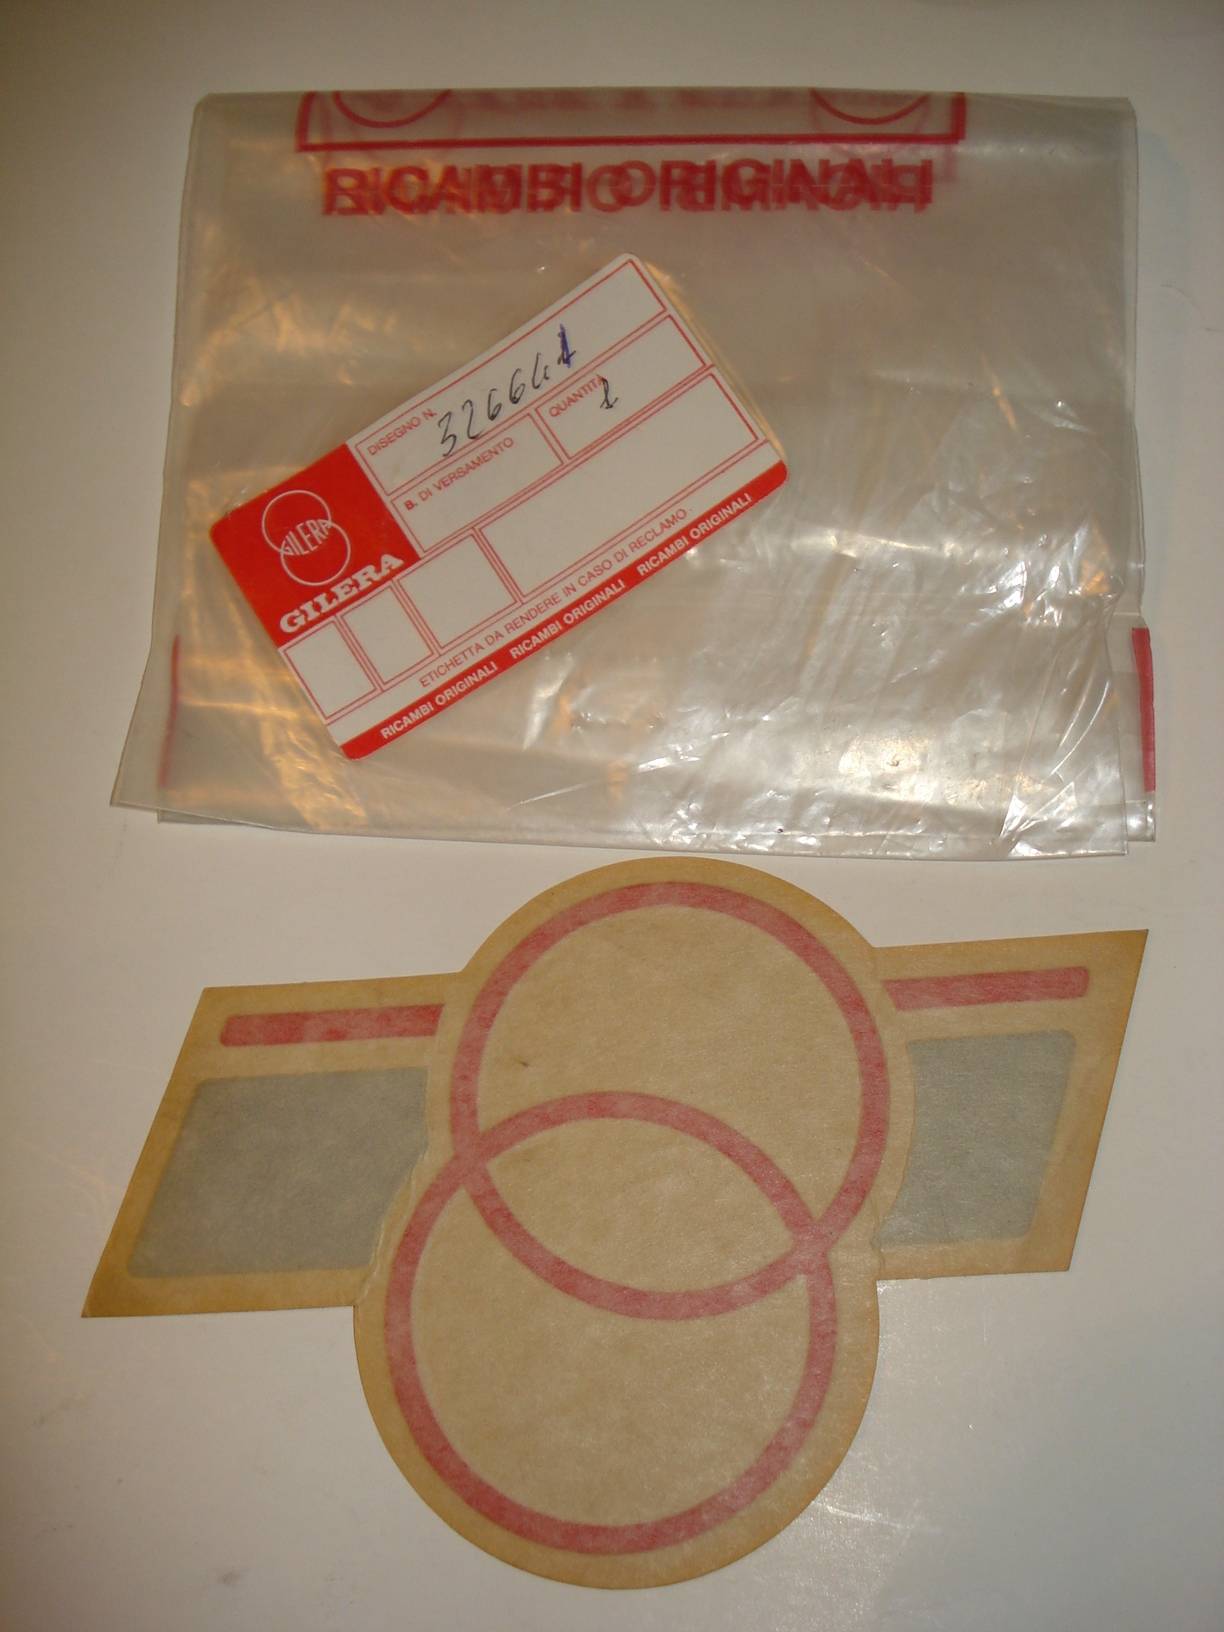 RICAMBI ORIGINALI
DISEGNO N. 326641
B. DI VERSAMENTO
QUANTITÀ 1
GILERA
GILERA
ETICHETTA DA RENDERE IN CASO DI RECLAMO.
RICAMBI ORIGINALI RICAMBI ORIGINALI RICAMBI ORIGINALI